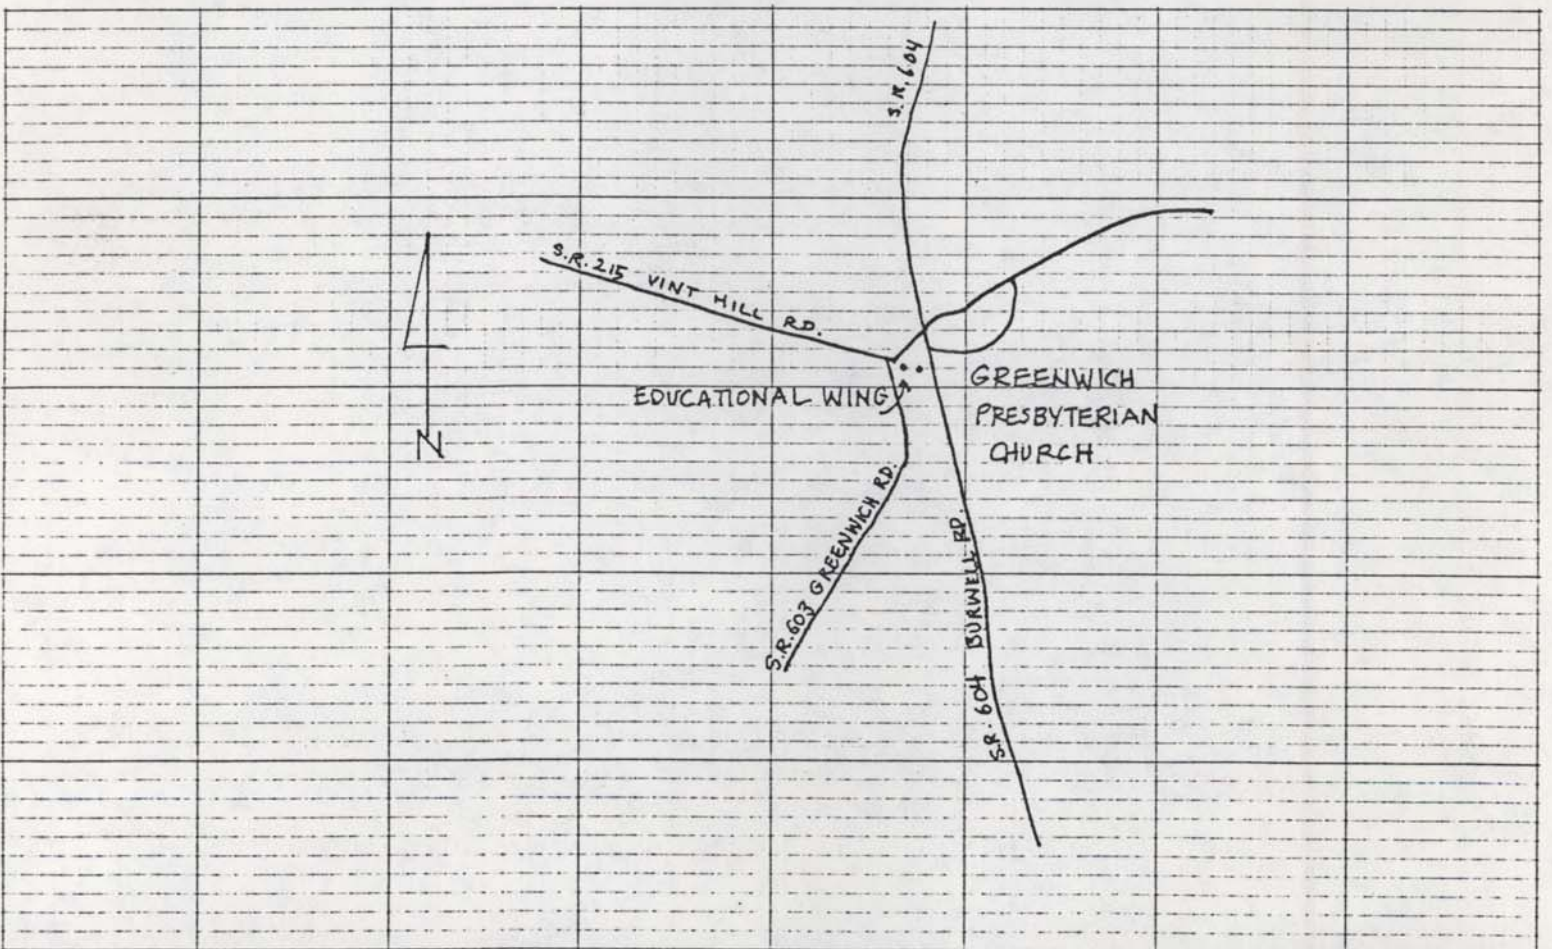 S.R. 604
S.R. 215 VINT HILL RD.
EDUCATIONAL WING
GREENWICH
PRESBYTERIAN
CHURCH
N
S.R. 603 GREENWICH RD.
S.R. 604 BURWELL RD.